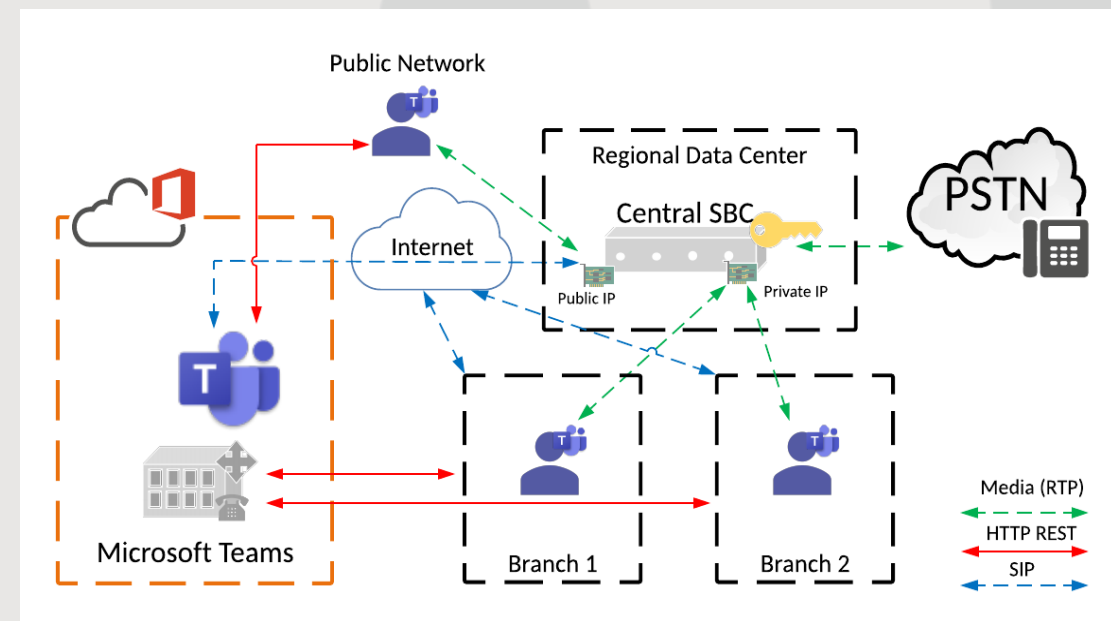 Public Network
Regional Data Center
Central SBC
PSTN
Internet
Public IP
Private IP
T
T
T
T
Microsoft Teams
Branch 1
Branch 2
Media (RTP)
HTTP REST
SIP